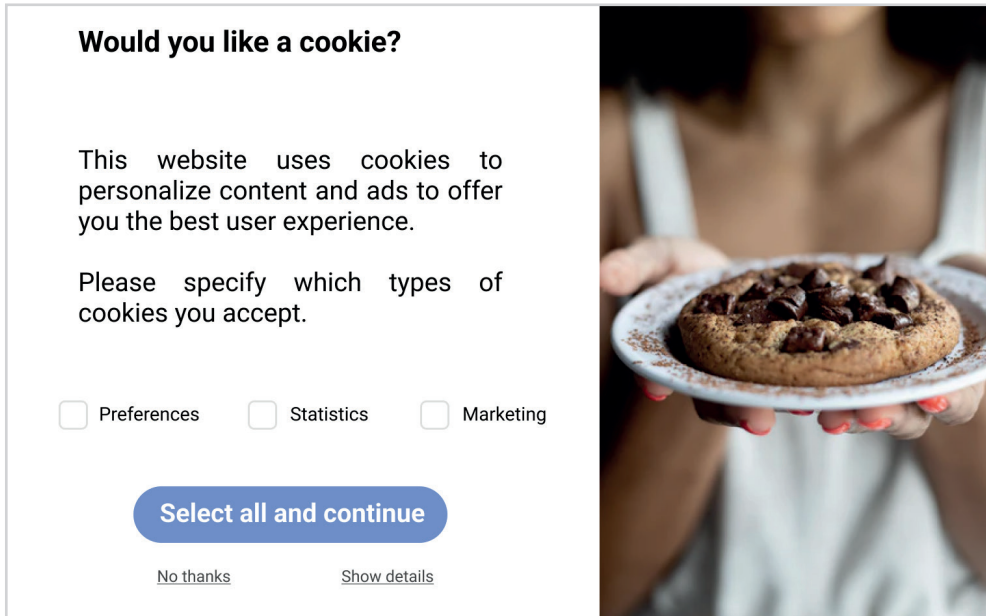 Would you like a cookie?
This website uses cookies to
personalize content and ads to offer
you the best user experience.
Please specify which types of
cookies you accept.
Preferences Statistics Marketing
Select all and continue
No thanks Show details